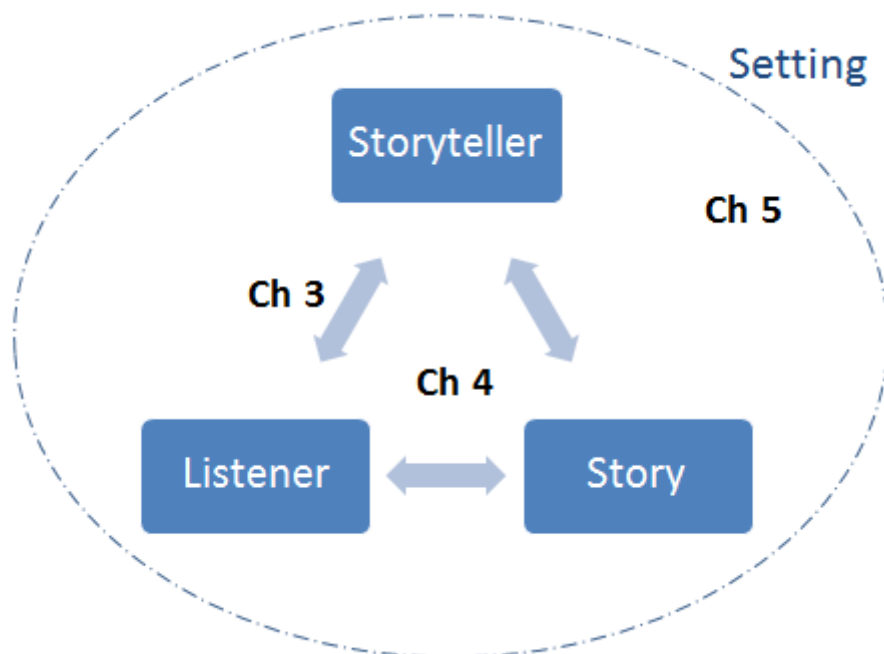 Setting
Storyteller
Ch 5
Ch 3
Ch 4
Listener
Story